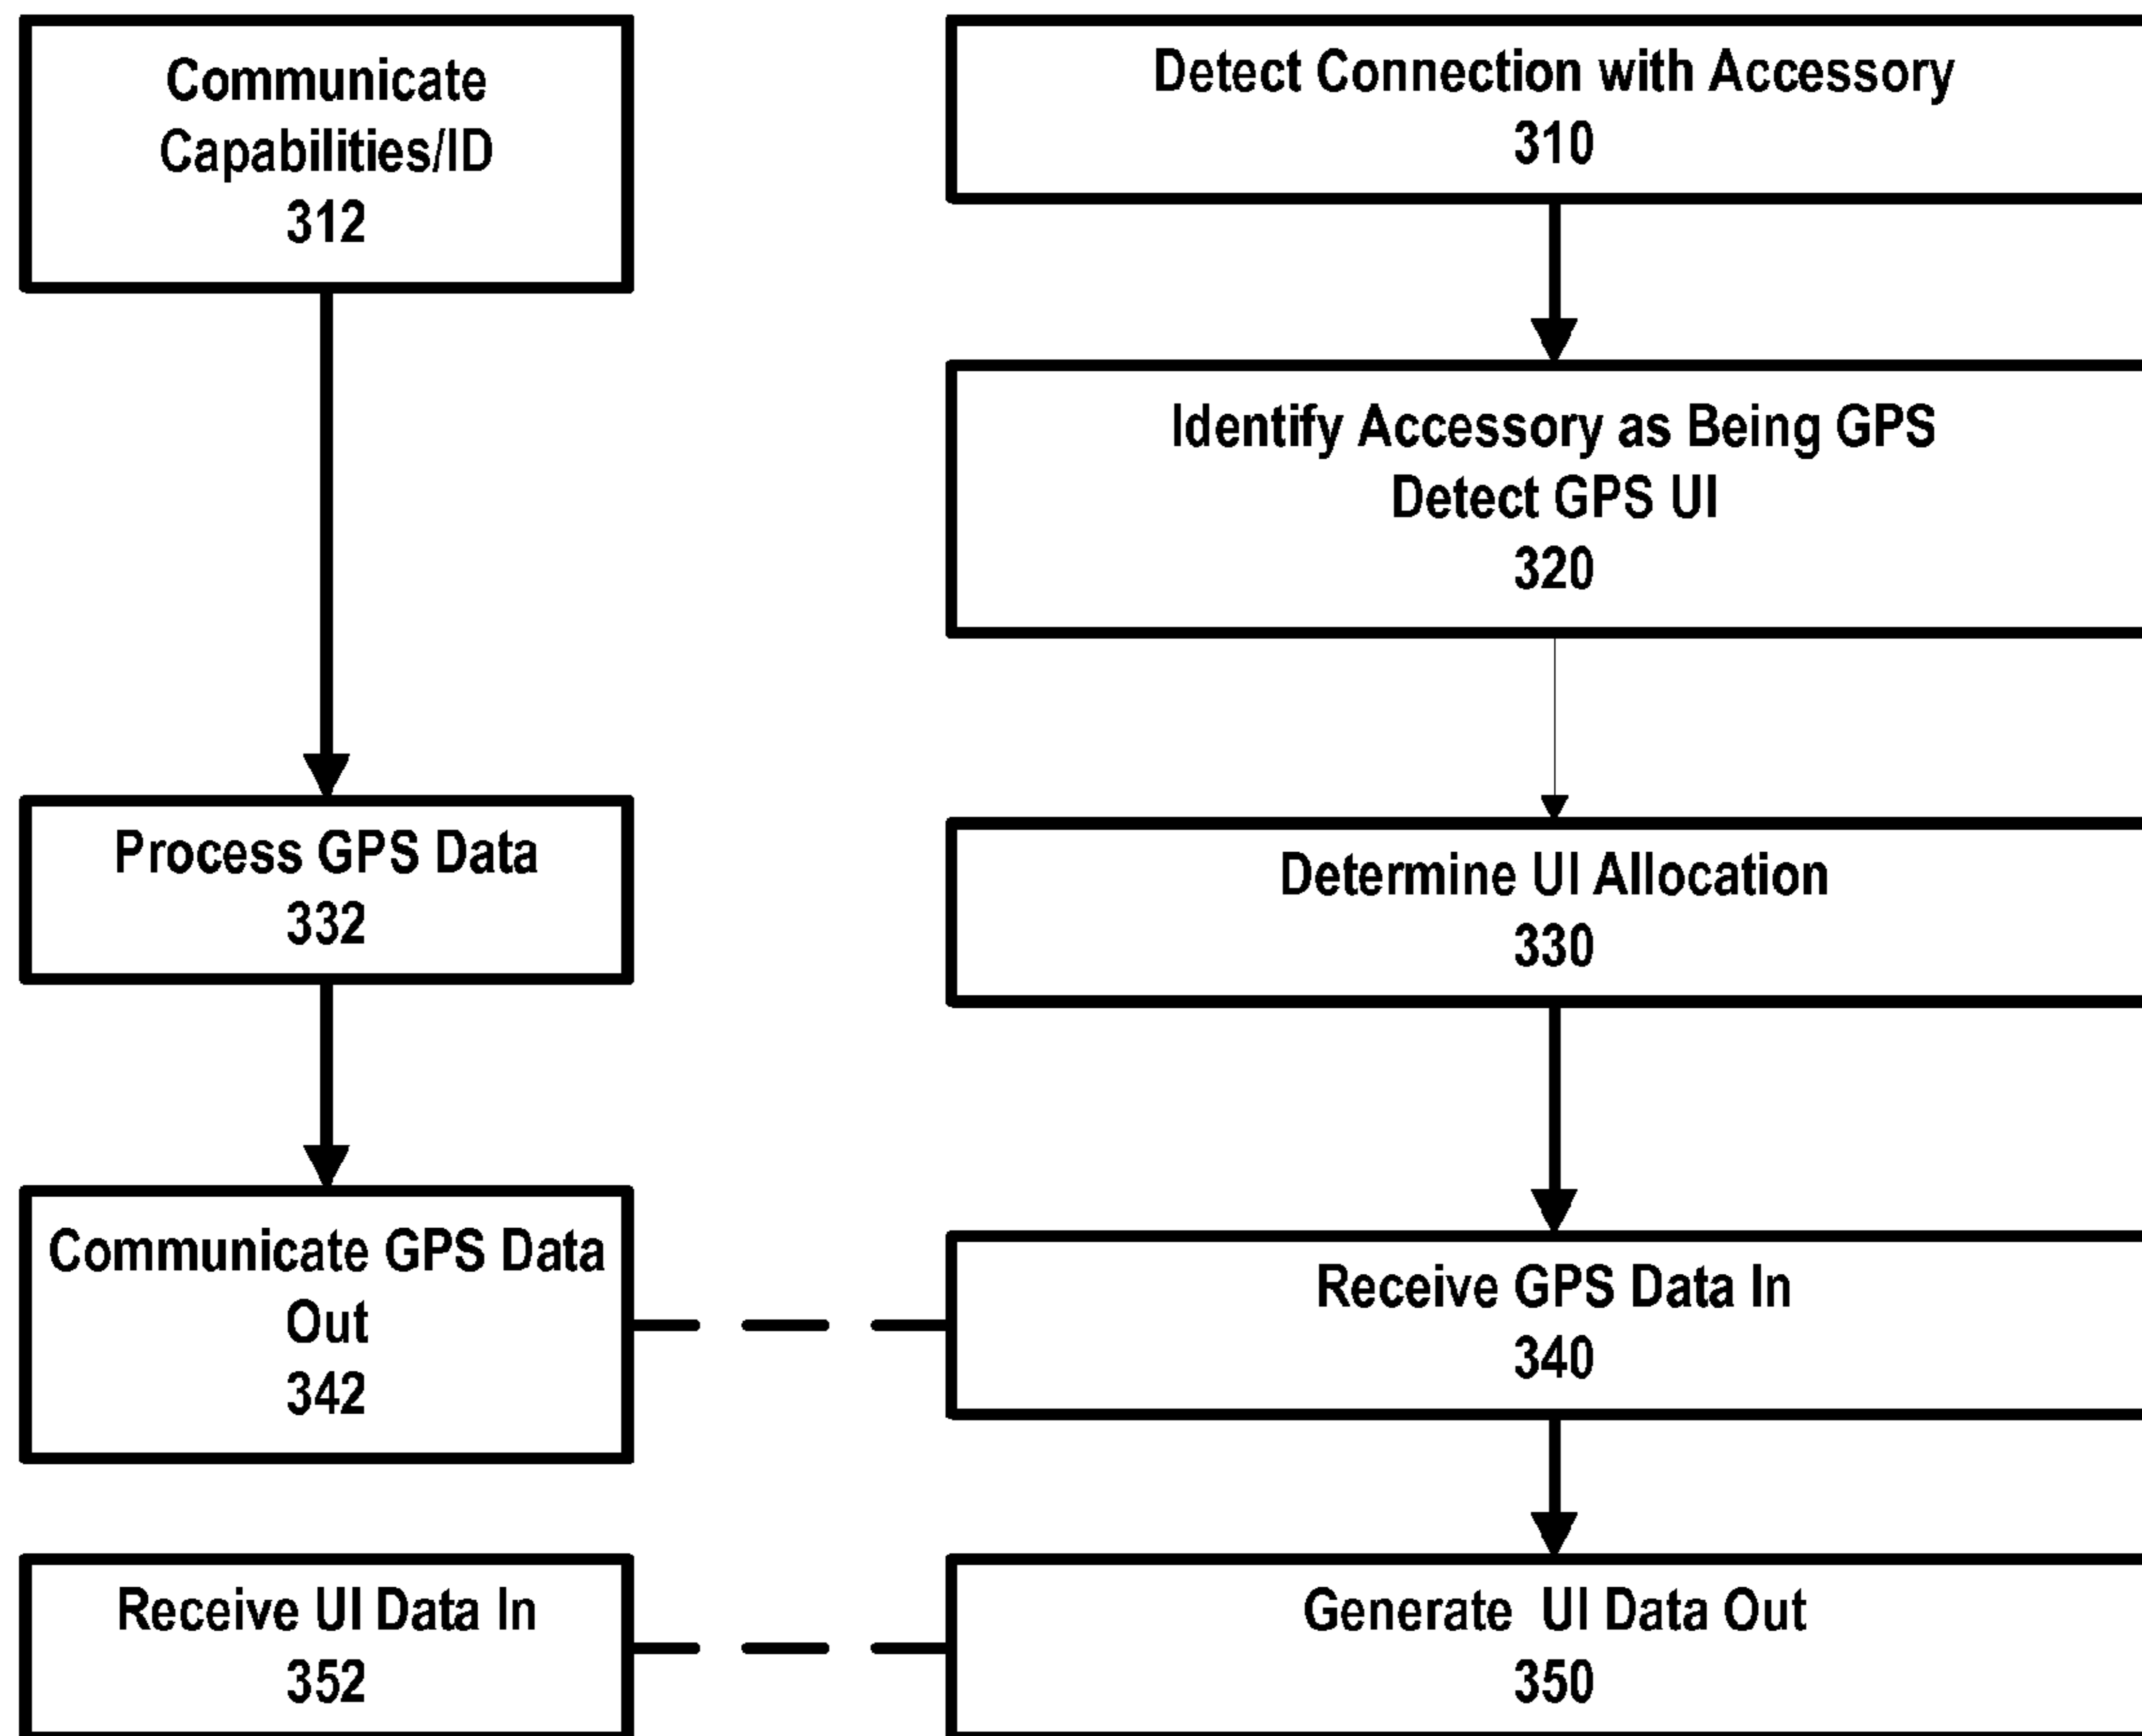 Communicate
Capabilities/ID
312
Detect Connection with Accessory
310
Identify Accessory as Being GPS
Detect GPS UI
320
Process GPS Data
332
Determine UI Allocation
330
Communicate GPS Data
Out
342
Receive GPS Data In
340
Receive UI Data In
352
Generate  UI Data Out
350